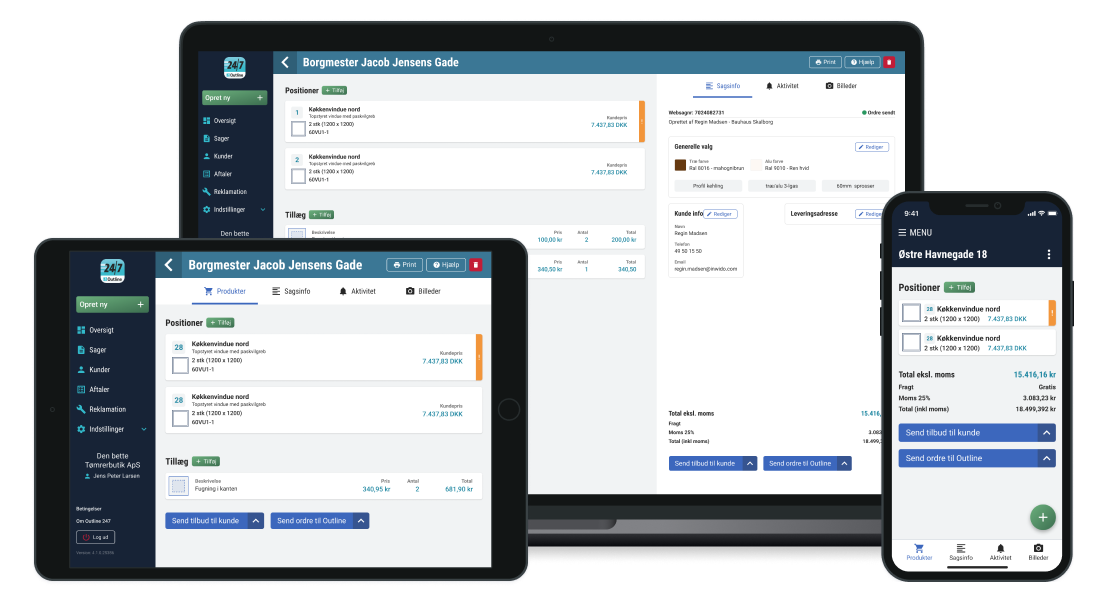 24/7
Outline
Borgmester Jacob Jensens Gade
Print
Hjælp
Opret ny +
Oversigt
Sager
Kunder
Aftaler
Reklamation
Indstillinger
Den bette
Positioner + Tilføj
1 Køkkenvindue nord
Topstyret vindue med paskvilgreb
2 stk (1200 x 1200)
60VU1-1
Kundepris
7.437,83 DKK
2 Køkkenvindue nord
Topstyret vindue med paskvilgreb
2 stk (1200 x 1200)
60VU1-1
Kundepris
7.437,83 DKK
Tillæg + Tilføj
Beskrivelse
Pris Antal Total
100,00 kr 2 200,00 kr
Pris Antal Total
340,50 kr 1 340,50
Sagsinfo Aktivitet Billeder
Websagnr: 7024082731
Ordre sendt
Oprettet af Regin Madsen - Bauhaus Skalborg
Generelle valg
Rediger
Træ farve
Ral 8016 - mahognibrun
Alu farve
Ral 9010 - Ren hvid
Profil kehling
træ/alu 3-lgas
60mm sprosser
Kunde info Rediger
Navn
Regin Madsen
Telefon
49 50 15 50
Email
regin.madsen@inwido.com
Leveringsadresse
Total eksl. moms
15.416,
Fragt
Moms 25%
Total (inkl moms)
18.499,
Send tilbud til kunde
Send ordre til Outline
24/7
Outline
Borgmester Jacob Jensens Gade
Print
Hjælp
Opret ny +
Oversigt
Sager
Kunder
Aftaler
Reklamation
Indstillinger
Den bette
Tømrerbutik ApS
Jens Peter Larsen
Betingelser
Om Outline 247
Log ud
Produkter Sagsinfo Aktivitet Billeder
Positioner + Tilføj
28 Køkkenvindue nord
Topstyret vindue med paskvilgreb
2 stk (1200 x 1200)
60VU1-1
Kundepris
7.437,83 DKK
!
28 Køkkenvindue nord
Topstyret vindue med paskvilgreb
2 stk (1200 x 1200)
60VU1-1
Kundepris
7.437,83 DKK
Tillæg + Tilføj
Beskrivelse Pris Antal Total
Fugning i kanten 340,95 kr 2 681,90 kr
Send tilbud til kunde
Send ordre til Outline
9:41
MENU
Østre Havnegade 18
Positioner + Tilføj
28 Køkkenvindue nord
2 stk (1200 x 1200) 7.437,83 DKK
!
28 Køkkenvindue nord
2 stk (1200 x 1200) 7.437,83 DKK
Total eksl. moms 15.416,16 kr
Fragt Gratis
Moms 25% 3.083,23 kr
Total (inkl moms) 18.499,392 kr
Send tilbud til kunde
Send ordre til Outline
+
Produkter Sagsinfo Aktivitet Billeder